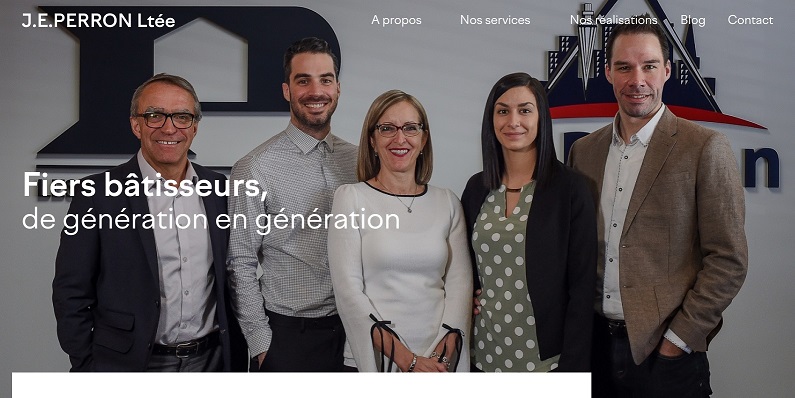 J.E.PERRON Ltée
A propos
Nos services
Nos réalisations
Blog
Contact
Fiers bâtisseurs,
de génération en génération